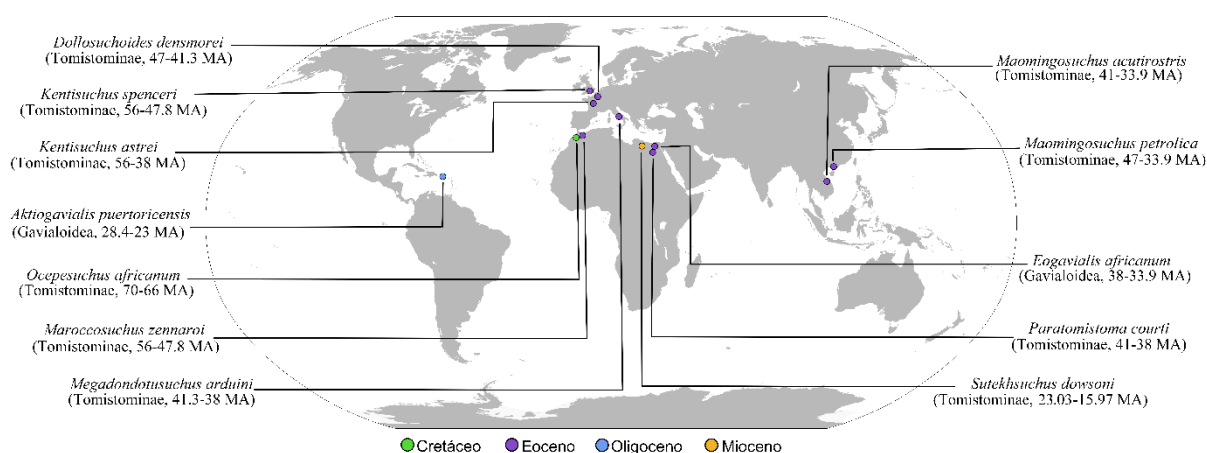 Dollosuchoides densmorei
(Tomistominae, 47-41.3 MA)
Kentisuchus spenceri
(Tomistominae, 56-47.8 MA)
Kentisuchus astrei
(Tomistominae, 56-38 MA)
Aktiogavialis puertoricensis
(Gavialoidea, 28.4-23 MA)
Ocepesuchus africanum
(Tomistominae, 70-66 MA)
Maroccosuchus zennaroi
(Tomistominae, 56-47.8 MA)
Megadondotusuchus arduini
(Tomistominae, 41.3-38 MA)
Maomingosuchus acutirostris
(Tomistominae, 41-33.9 MA)
Maomingosuchus petrolica
(Tomistominae, 47-33.9 MA)
Eogavialis africanum
(Gavialoidea, 38-33.9 MA)
Paratomistoma courti
(Tomistominae, 41-38 MA)
Sutekhsuchus dowsoni
(Tomistominae, 23.03-15.97 MA)
Cretáceo Eoceno Oligoceno Mioceno